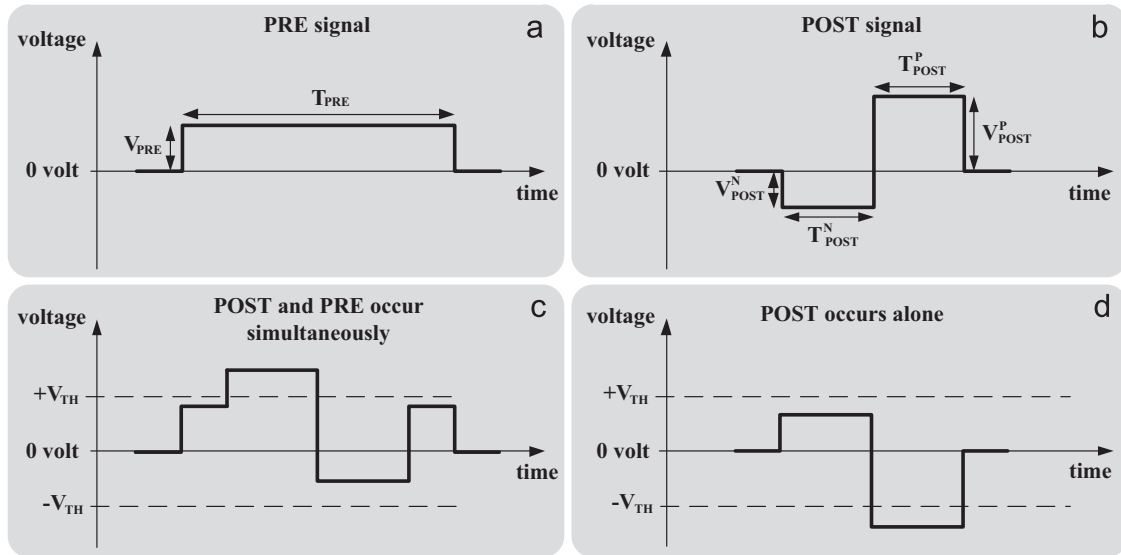 PRE signal
a
voltage
T_PRE
V_PRE
0 volt
time
POST signal
b
voltage
T^P_POST
V^P_POST
0 volt
V^N_POST
time
T^N_POST
POST and PRE occur
simultaneously
c
voltage
+V_TH
0 volt
time
-V_TH
POST occurs alone
d
voltage
+V_TH
0 volt
time
-V_TH